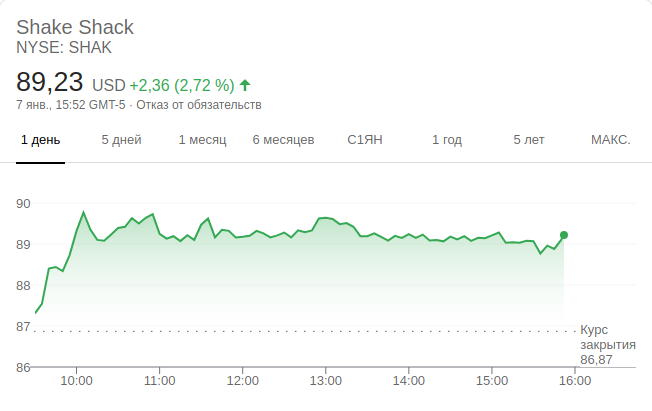 Shake Shack
NYSE: SHAK
89,23 USD +2,36 (2,72 %)
7 янв., 15:52 GMT-5 · Отказ от обязательств
1 день 5 дней 1 месяц 6 месяцев С1ЯН 1 год 5 лет МАКС.
90
89
88
87
86
Курс
закрытия
86,87
10:00 11:00 12:00 13:00 14:00 15:00 16:00